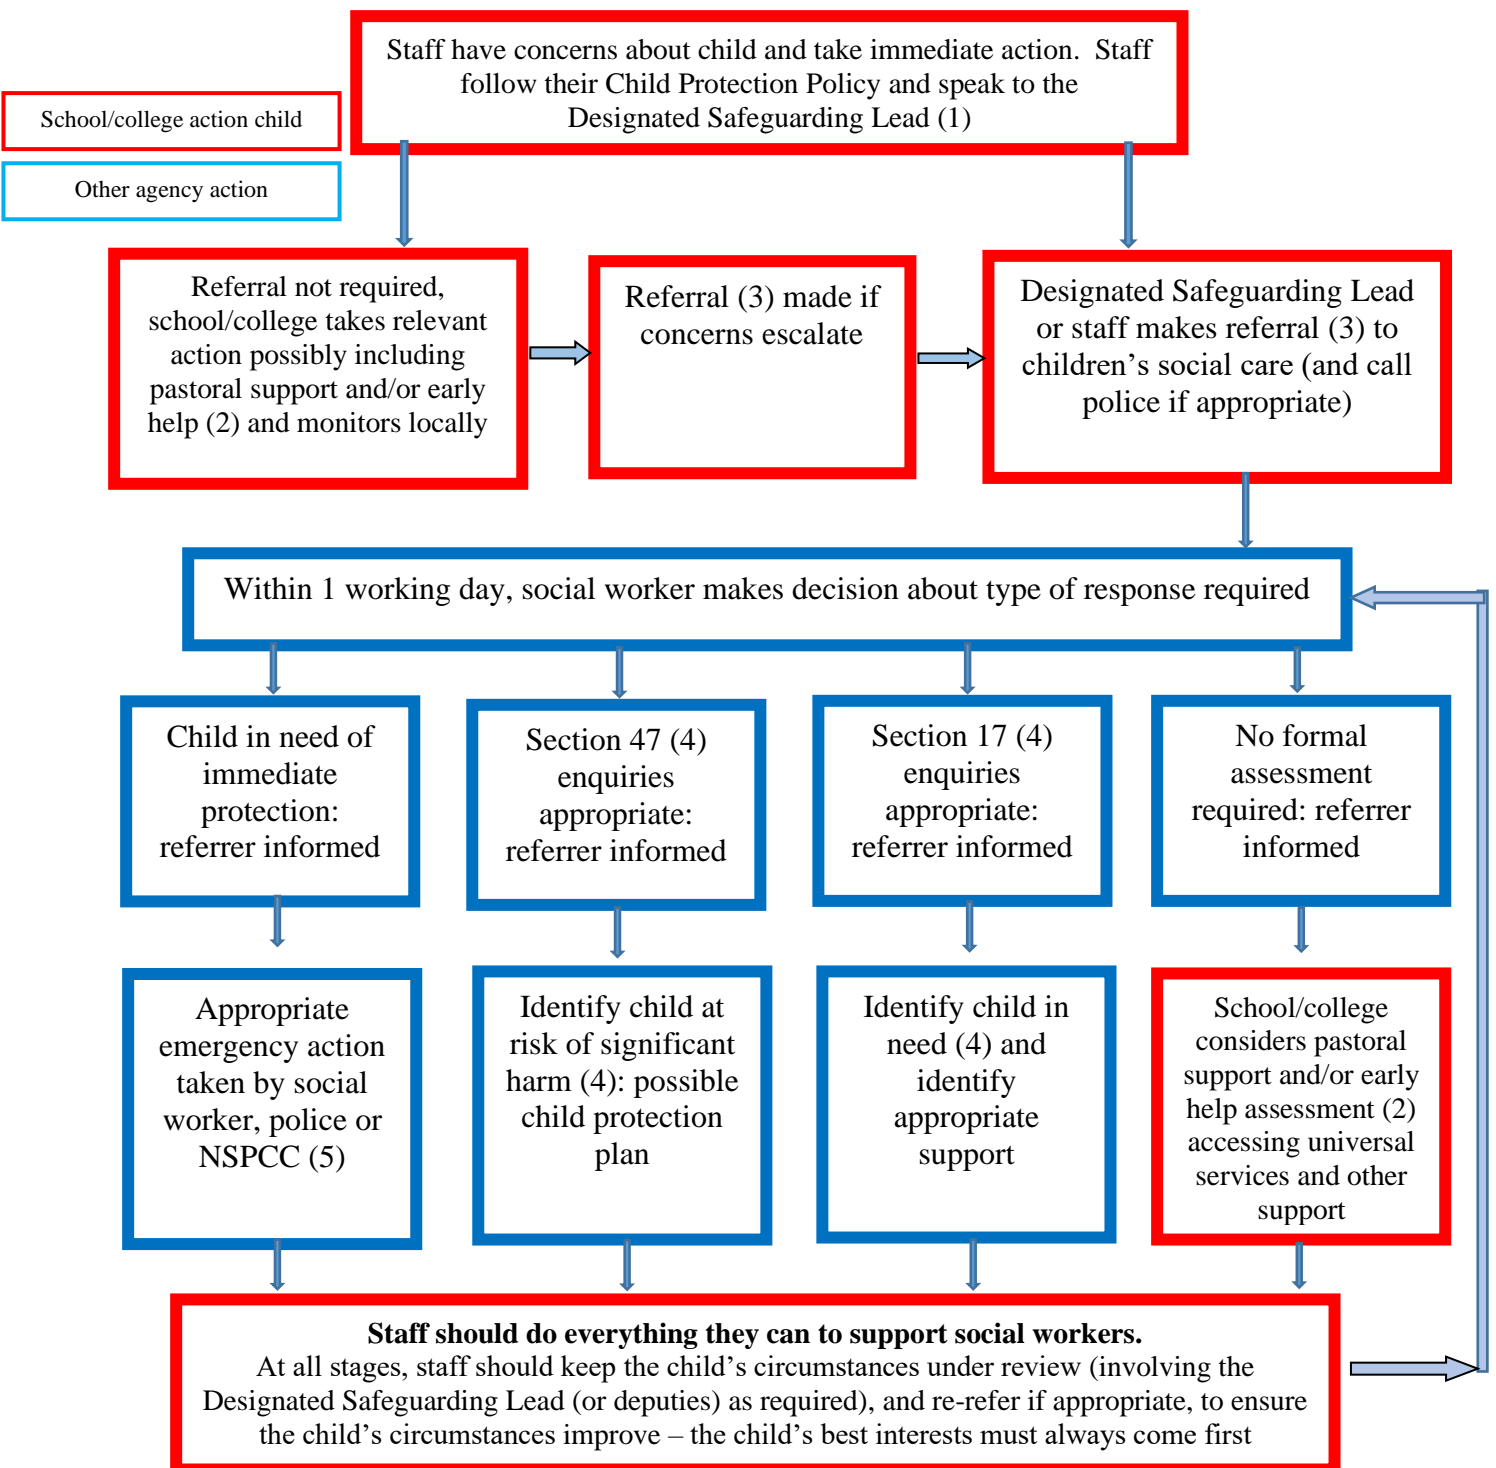 Staff have concerns about child and take immediate action.  Staff
follow their Child Protection Policy and speak to the
Designated Safeguarding Lead (1)
School/college action child
Other agency action
Referral not required,
school/college takes relevant
action possibly including
pastoral support and/or early
help (2) and monitors locally
Referral (3) made if
concerns escalate
Designated Safeguarding Lead
or staff makes referral (3) to
children’s social care (and call
police if appropriate)
Within 1 working day, social worker makes decision about type of response required
Child in need of
immediate
protection:
referrer informed
Section 47 (4)
enquiries
appropriate:
referrer informed
Section 17 (4)
enquiries
appropriate:
referrer informed
No formal
assessment
required: referrer
informed
Appropriate
emergency action
taken by social
worker, police or
NSPCC (5)
Identify child at
risk of significant
harm (4): possible
child protection
plan
Identify child in
need (4) and
identify
appropriate
support
School/college
considers pastoral
support and/or early
help assessment (2)
accessing universal
services and other
support
Staff should do everything they can to support social workers.
At all stages, staff should keep the child’s circumstances under review (involving the
Designated Safeguarding Lead (or deputies) as required), and re-refer if appropriate, to ensure
the child’s circumstances improve – the child’s best interests must always come first